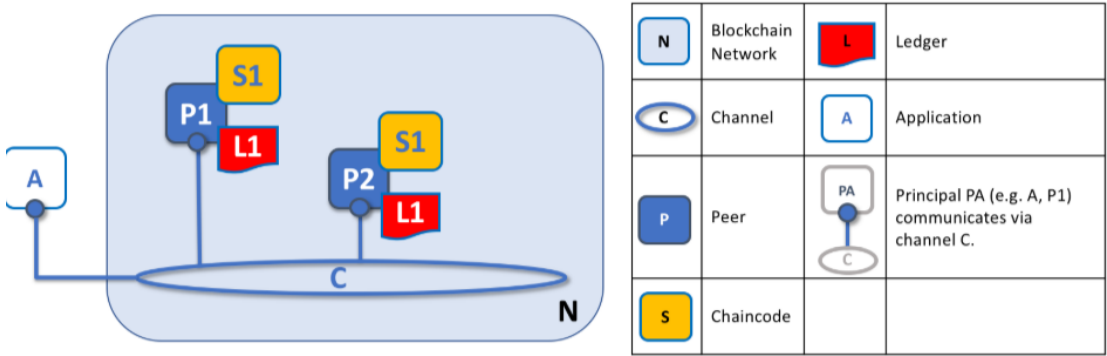 S1
P1
L1
S1
P2
L1
A
C
N
N
Blockchain
Network
L
Ledger
C
Channel
A
Application
P
Peer
PA
C
Principal PA (e.g. A, P1)
communicates via
channel C.
S
Chaincode